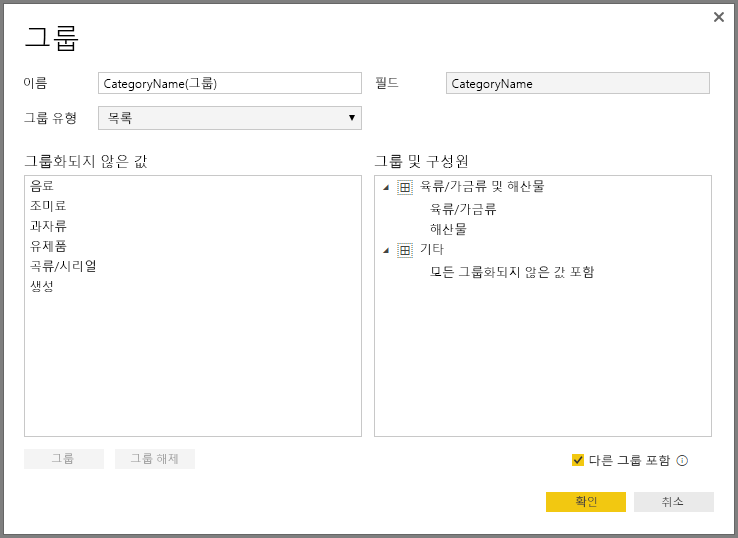 그룹
이름
CategoryName(그룹)
필드
CategoryName
그룹 유형
목록
그룹화되지 않은 값
그룹 및 구성원
음료
조미료
과자류
유제품
곡류/시리얼
생성
육류/가금류 및 해산물
육류/가금류
해산물
기타
모든 그룹화되지 않은 값 포함
그룹
그룹 해제
다른 그룹 포함
확인
취소